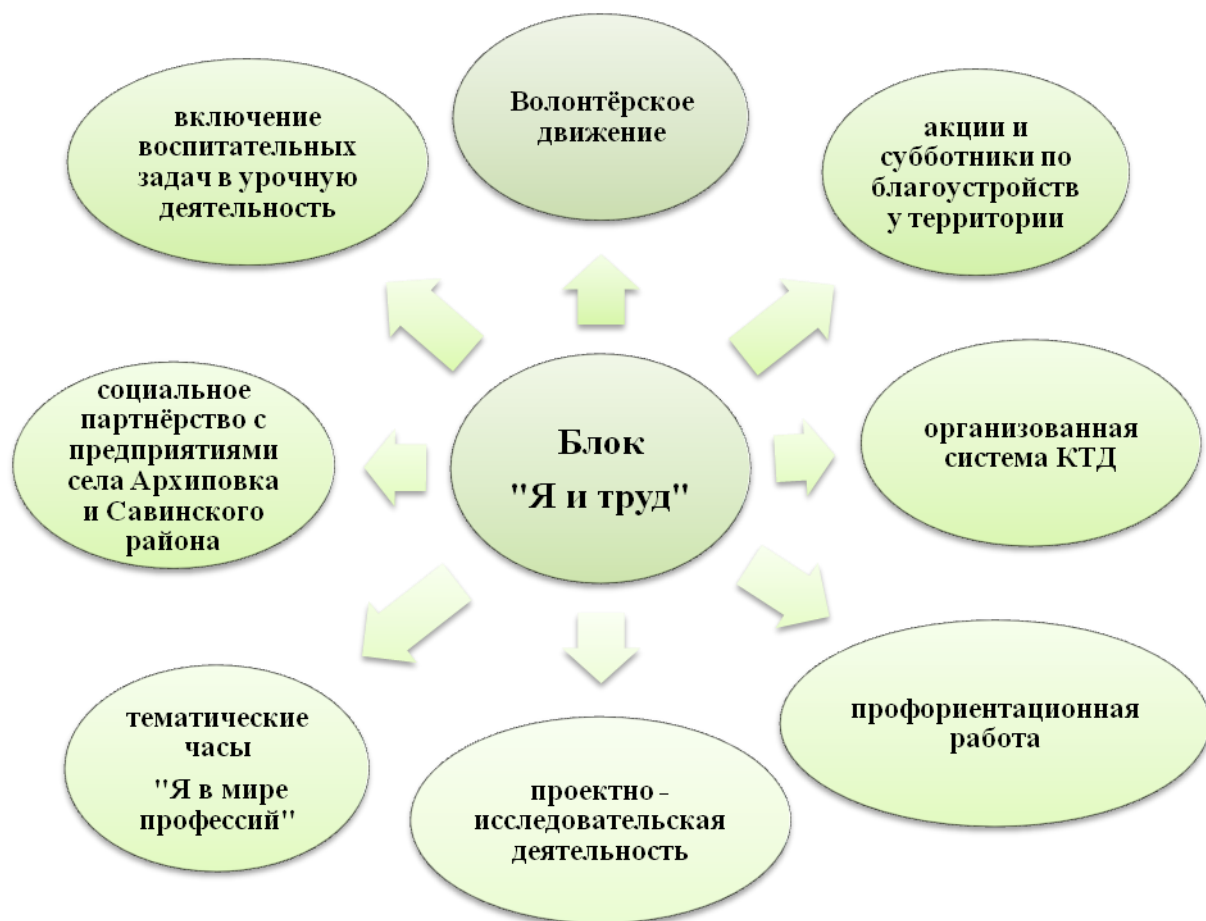 Волонтёрское
движение
включение
воспитательных
задач в урочную
деятельность
акции и
субботники по
благоустройств
у территории
социальное
партнёрство с
предприятиями
села Архиповка
и Савинского
района
Блок
"Я и труд"
организованная
система КТД
тематические
часы
"Я в мире
профессий"
проектно -
исследовательская
деятельность
профориентационная
работа